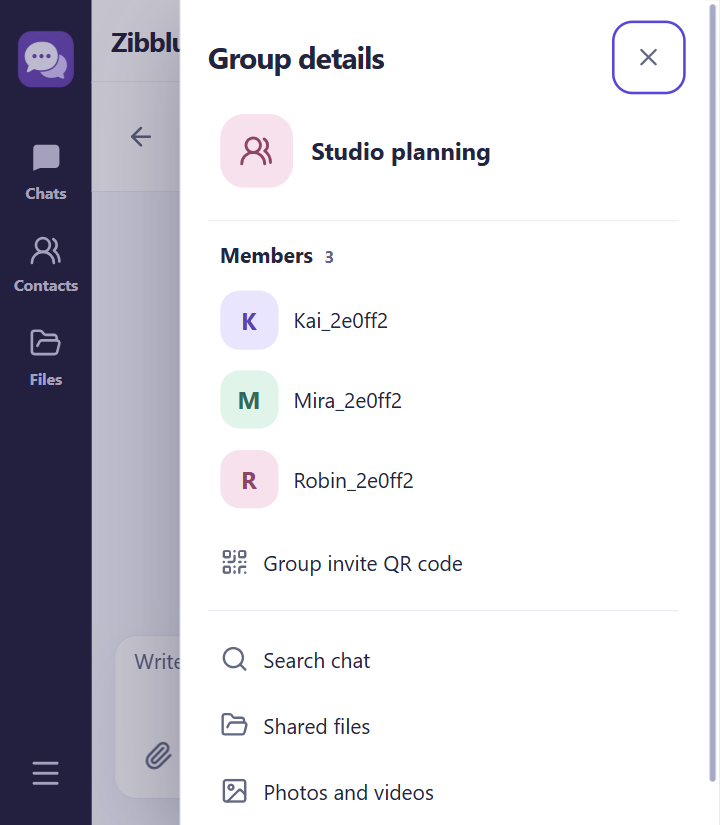 Group details
Studio planning
Members 3
K Kai_2e0ff2
M Mira_2e0ff2
R Robin_2e0ff2
Group invite QR code
Search chat
Shared files
Photos and videos
Chats
Contacts
Files
Write